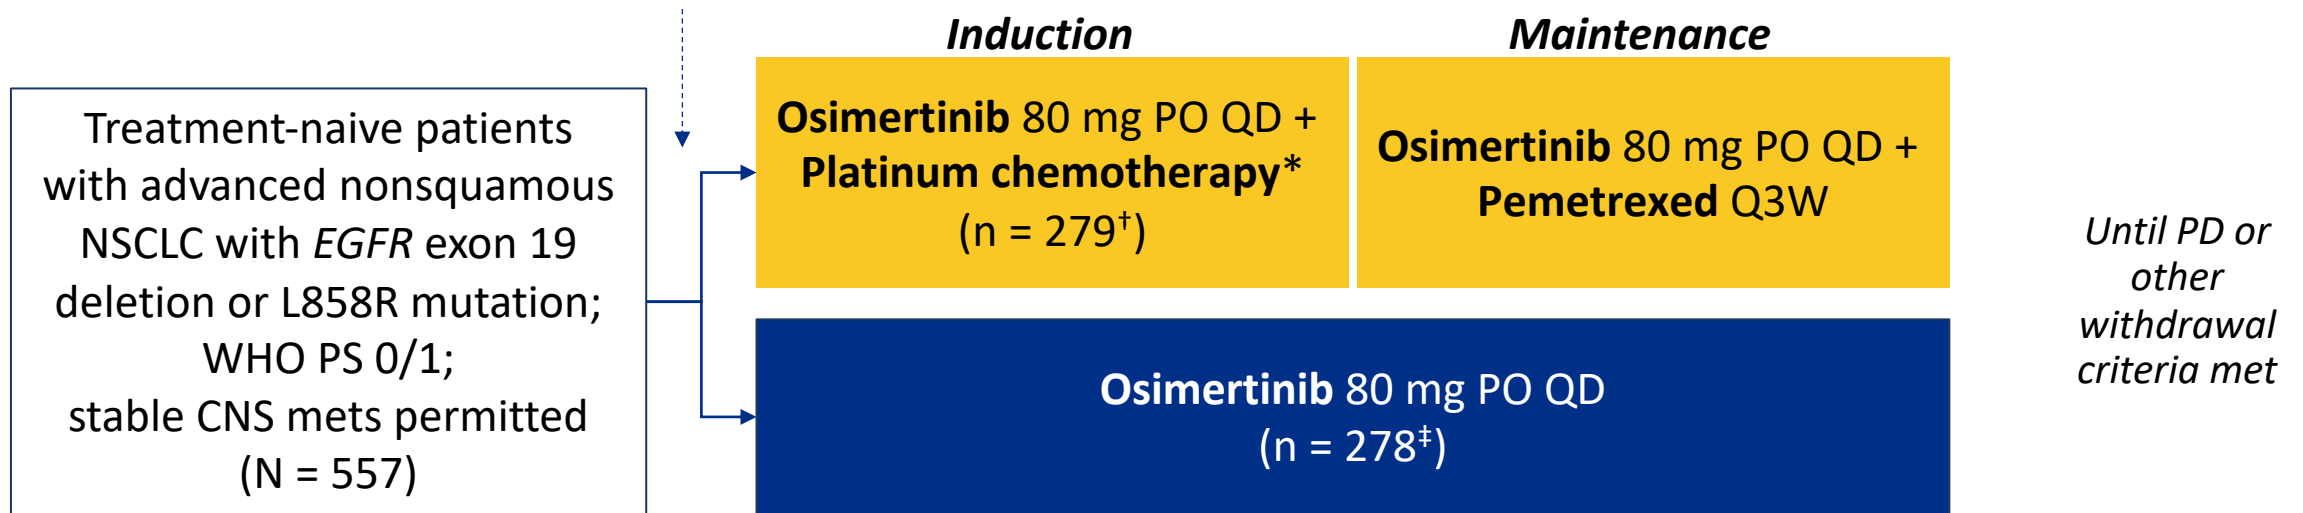 Induction
Maintenance
Treatment-naive patients
with advanced nonsquamous
NSCLC with EGFR exon 19
deletion or L858R mutation;
WHO PS 0/1;
stable CNS mets permitted
(N = 557)
Osimertinib 80 mg PO QD +
Platinum chemotherapy*
(n = 279†)
Osimertinib 80 mg PO QD +
Pemetrexed Q3W
Osimertinib 80 mg PO QD
(n = 278‡)
Until PD or
other
withdrawal
criteria met